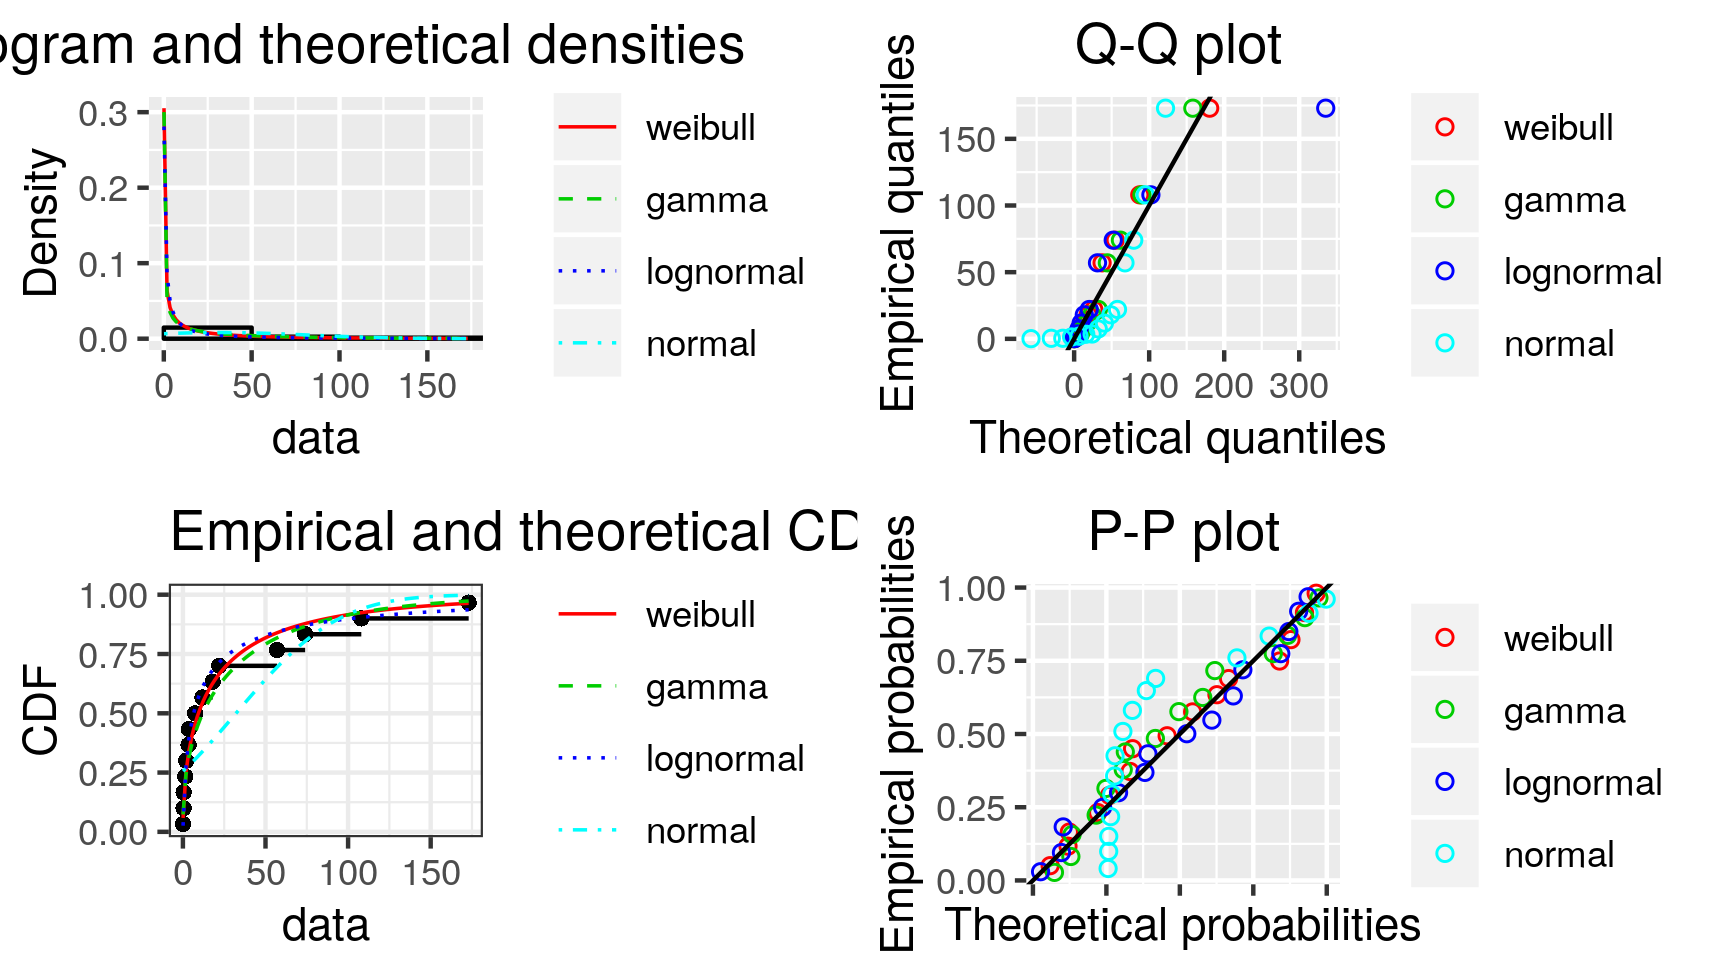 ogram and theoretical densities
Density
0.3
0.2
0.1
0.0
0 50 100 150
data
weibull
gamma
lognormal
normal
Q-Q plot
Empirical quantiles
150
100
50
0
0 100 200 300
Theoretical quantiles
weibull
gamma
lognormal
normal
Empirical and theoretical CD
CDF
1.00
0.75
0.50
0.25
0.00
0 50 100 150
data
weibull
gamma
lognormal
normal
P-P plot
Empirical probabilities
1.00
0.75
0.50
0.25
0.00
Theoretical probabilities
weibull
gamma
lognormal
normal